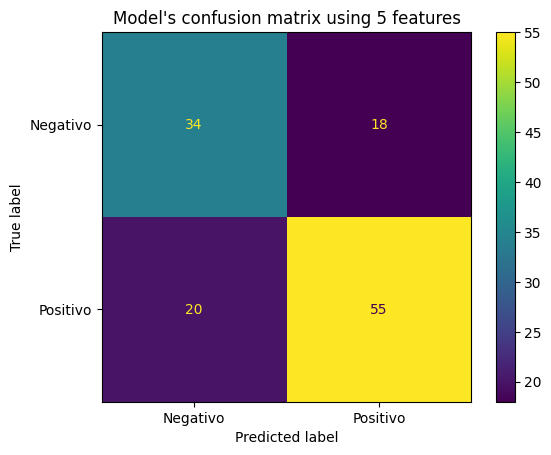 Model's confusion matrix using 5 features
True label
Negativo
34
18
Positivo
20
55
Negativo
Positivo
Predicted label
55
50
45
40
35
30
25
20